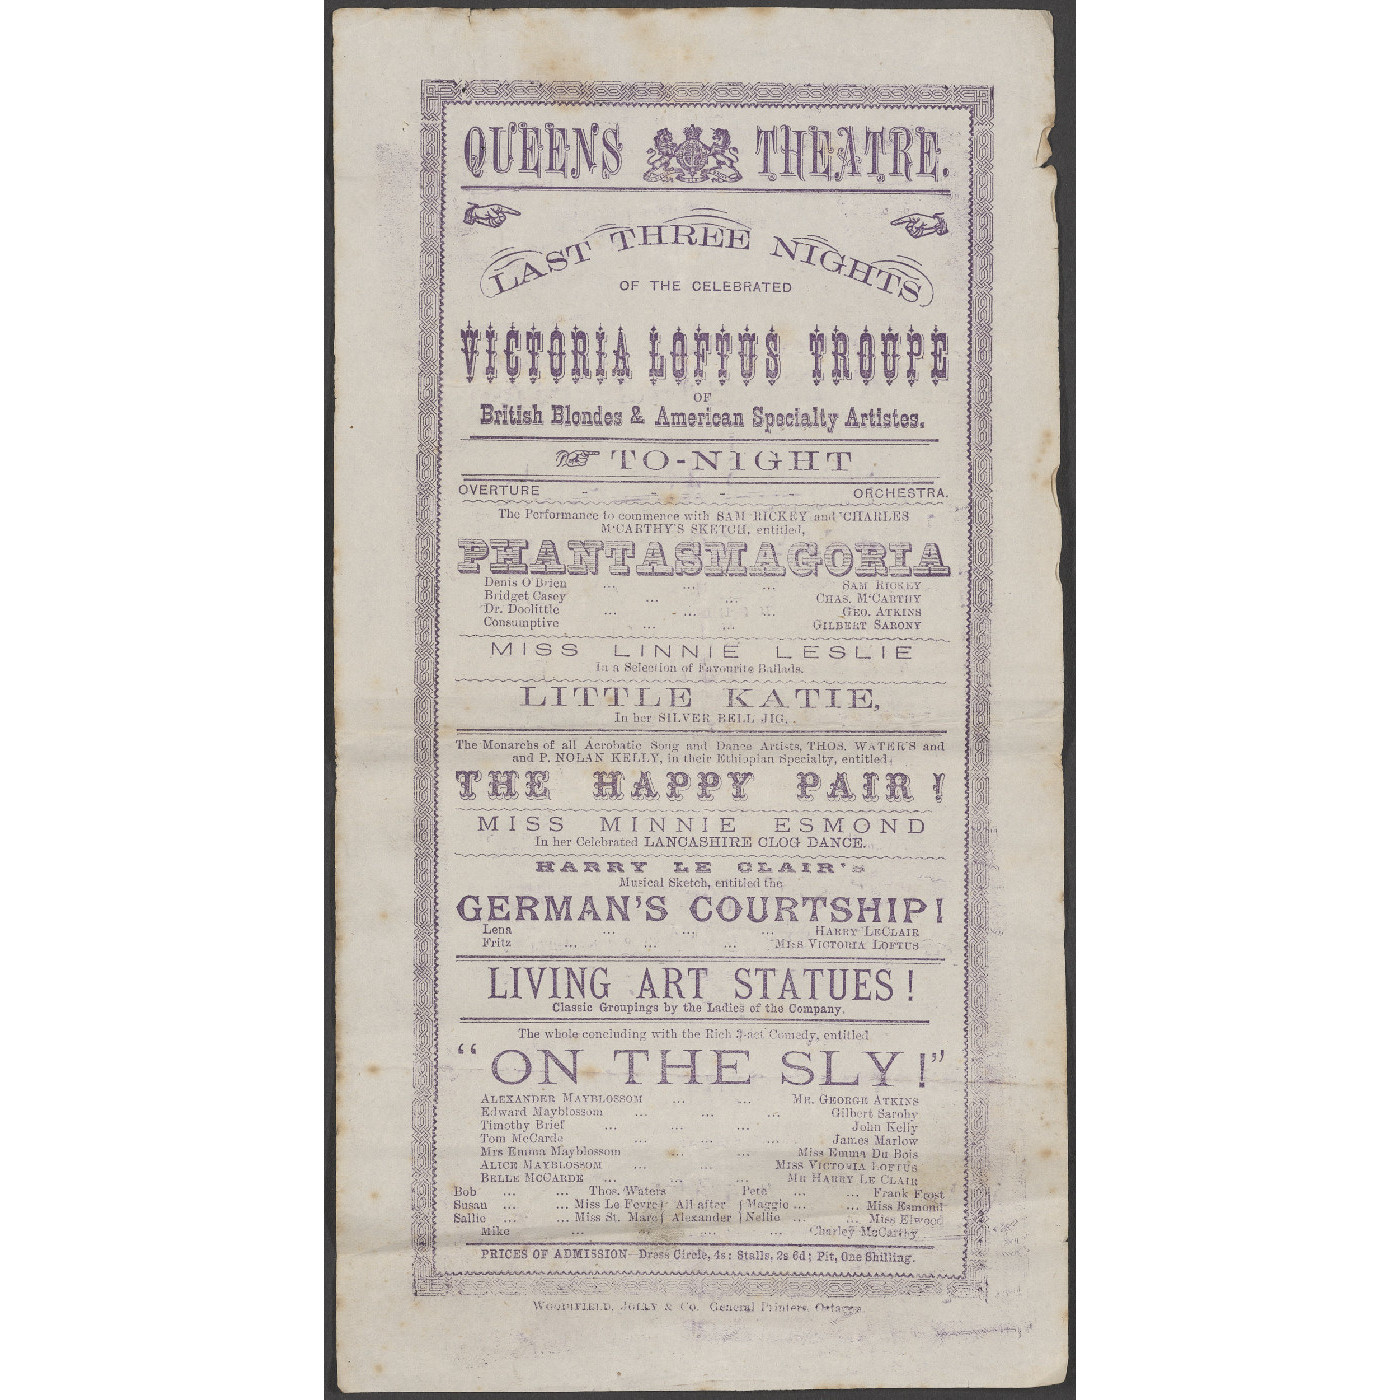 QUEENS THEATRE.
LAST THREE NIGHTS
OF THE CELEBRATED
VICTORIA LOFTUS TROUPE
OF
British Blondes & American Specialty Artistes.
TO-NIGHT
OVERTURE - - - - ORCHESTRA.
The Performance to commence with SAM RICKEY and CHARLES
McCARTHY'S SKETCH, entitled,
PHANTASMAGORIA
Denis O'Brien ... ... ... SAM RICKEY
Bridget Casey ... ... CHAS. McCARTHY
Dr. Doolittle ... ... ... GEO. ATKINS
Consumptive ... ... GILBERT SARONY
MISS LINNIE LESLIE
In a Selection of Favourite Ballads.
LITTLE KATIE,
In her SILVER BELL JIG,
The Monarchs of all Acrobatic Song and Dance Artists, THOS. WATER'S and
and P. NOLAN KELLY, in their Ethiopian Specialty, entitled,
THE HAPPY PAIR!
MISS MINNIE ESMOND
In her Celebrated LANCASHIRE CLOG DANCE.
HARRY LE CLAIR'S
Musical Sketch, entitled the
GERMAN'S COURTSHIP!
Lena ... ... ... HARRY LECLAIR
Fritz ... ... ... MISS VICTORIA LOFTUS
LIVING ART STATUES!
Classic Groupings by the Ladies of the Company.
The whole concluding with the Rich 3-act Comedy, entitled
"ON THE SLY!"
ALEXANDER MAYBLOSSOM ... ... MR. GEORGE ATKINS
Edward Mayblossom ... ... ... Gilbert Sarony
Timothy Brief ... ... ... John Kelly
Tom McCarde ... ... ... James Marlow
Mrs Emma Mayblossom ... ... Miss Emma Du Bois
ALICE MAYBLOSSOM ... ... MISS VICTORIA LOFTUS
BELLE McCARDE ... ... ... MR HARRY LE CLAIR
Bob ... ... Thos. Waters Pete ... ... Frank Frost
Susan ... ... Miss Le Fevre All after Maggie ... ... Miss Esmond
Sallie ... ... Miss St. Marc Alexander Nellie ... ... Miss Elwood
Mike ... ... ... ... Charley McCarthy
PRICES OF ADMISSION—Dress Circle, 4s; Stalls, 2s 6d; Pit, One Shilling.
WOODIFIELD, JOLLY & Co. General Printers, Octagon.